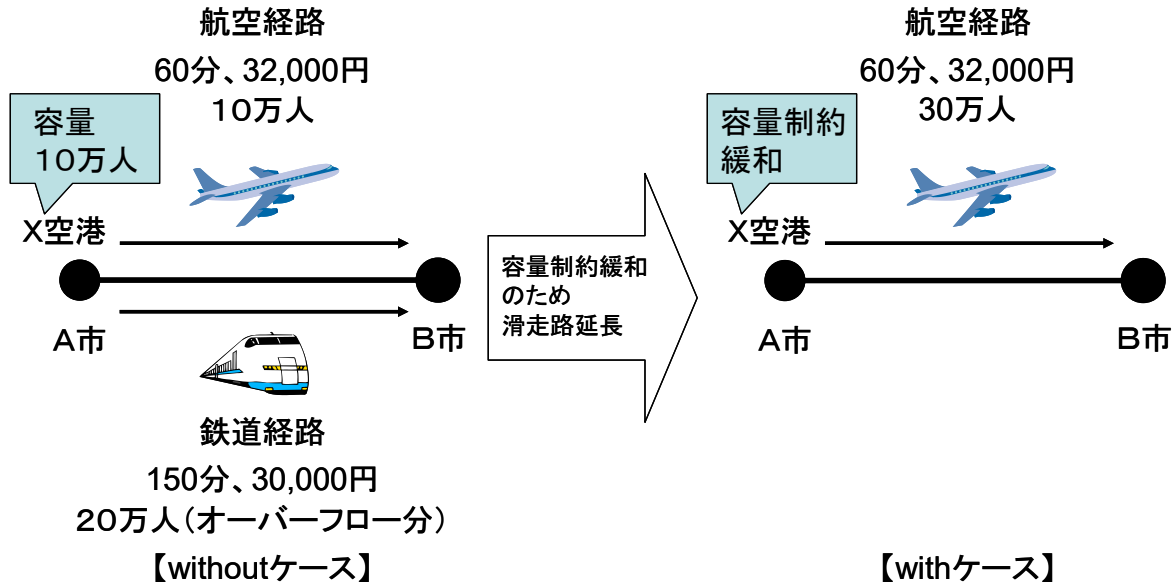 航空経路
60分、32,000円
10万人
容量
10万人
X空港
A市
B市
鉄道経路
150分、30,000円
20万人（オーバーフロー分）
【withoutケース】
容量制約緩和
のため
滑走路延長
航空経路
60分、32,000円
30万人
容量制約
緩和
X空港
A市
B市
【withケース】